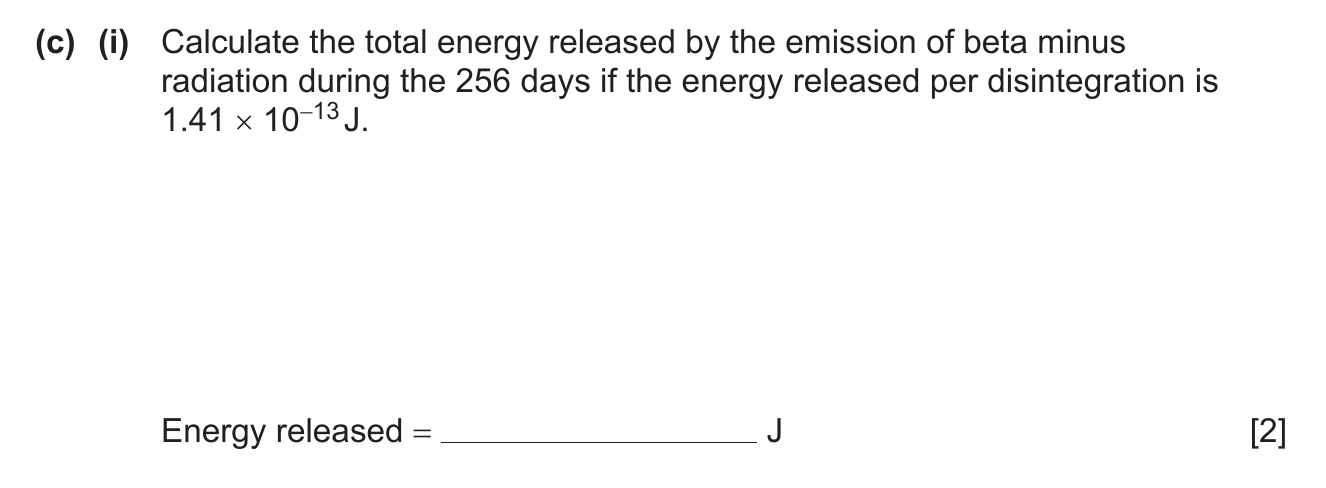 (c) (i) Calculate the total energy released by the emission of beta minus
radiation during the 256 days if the energy released per disintegration is
1.41 × 10⁻¹³ J.
Energy released = ____________________ J [2]